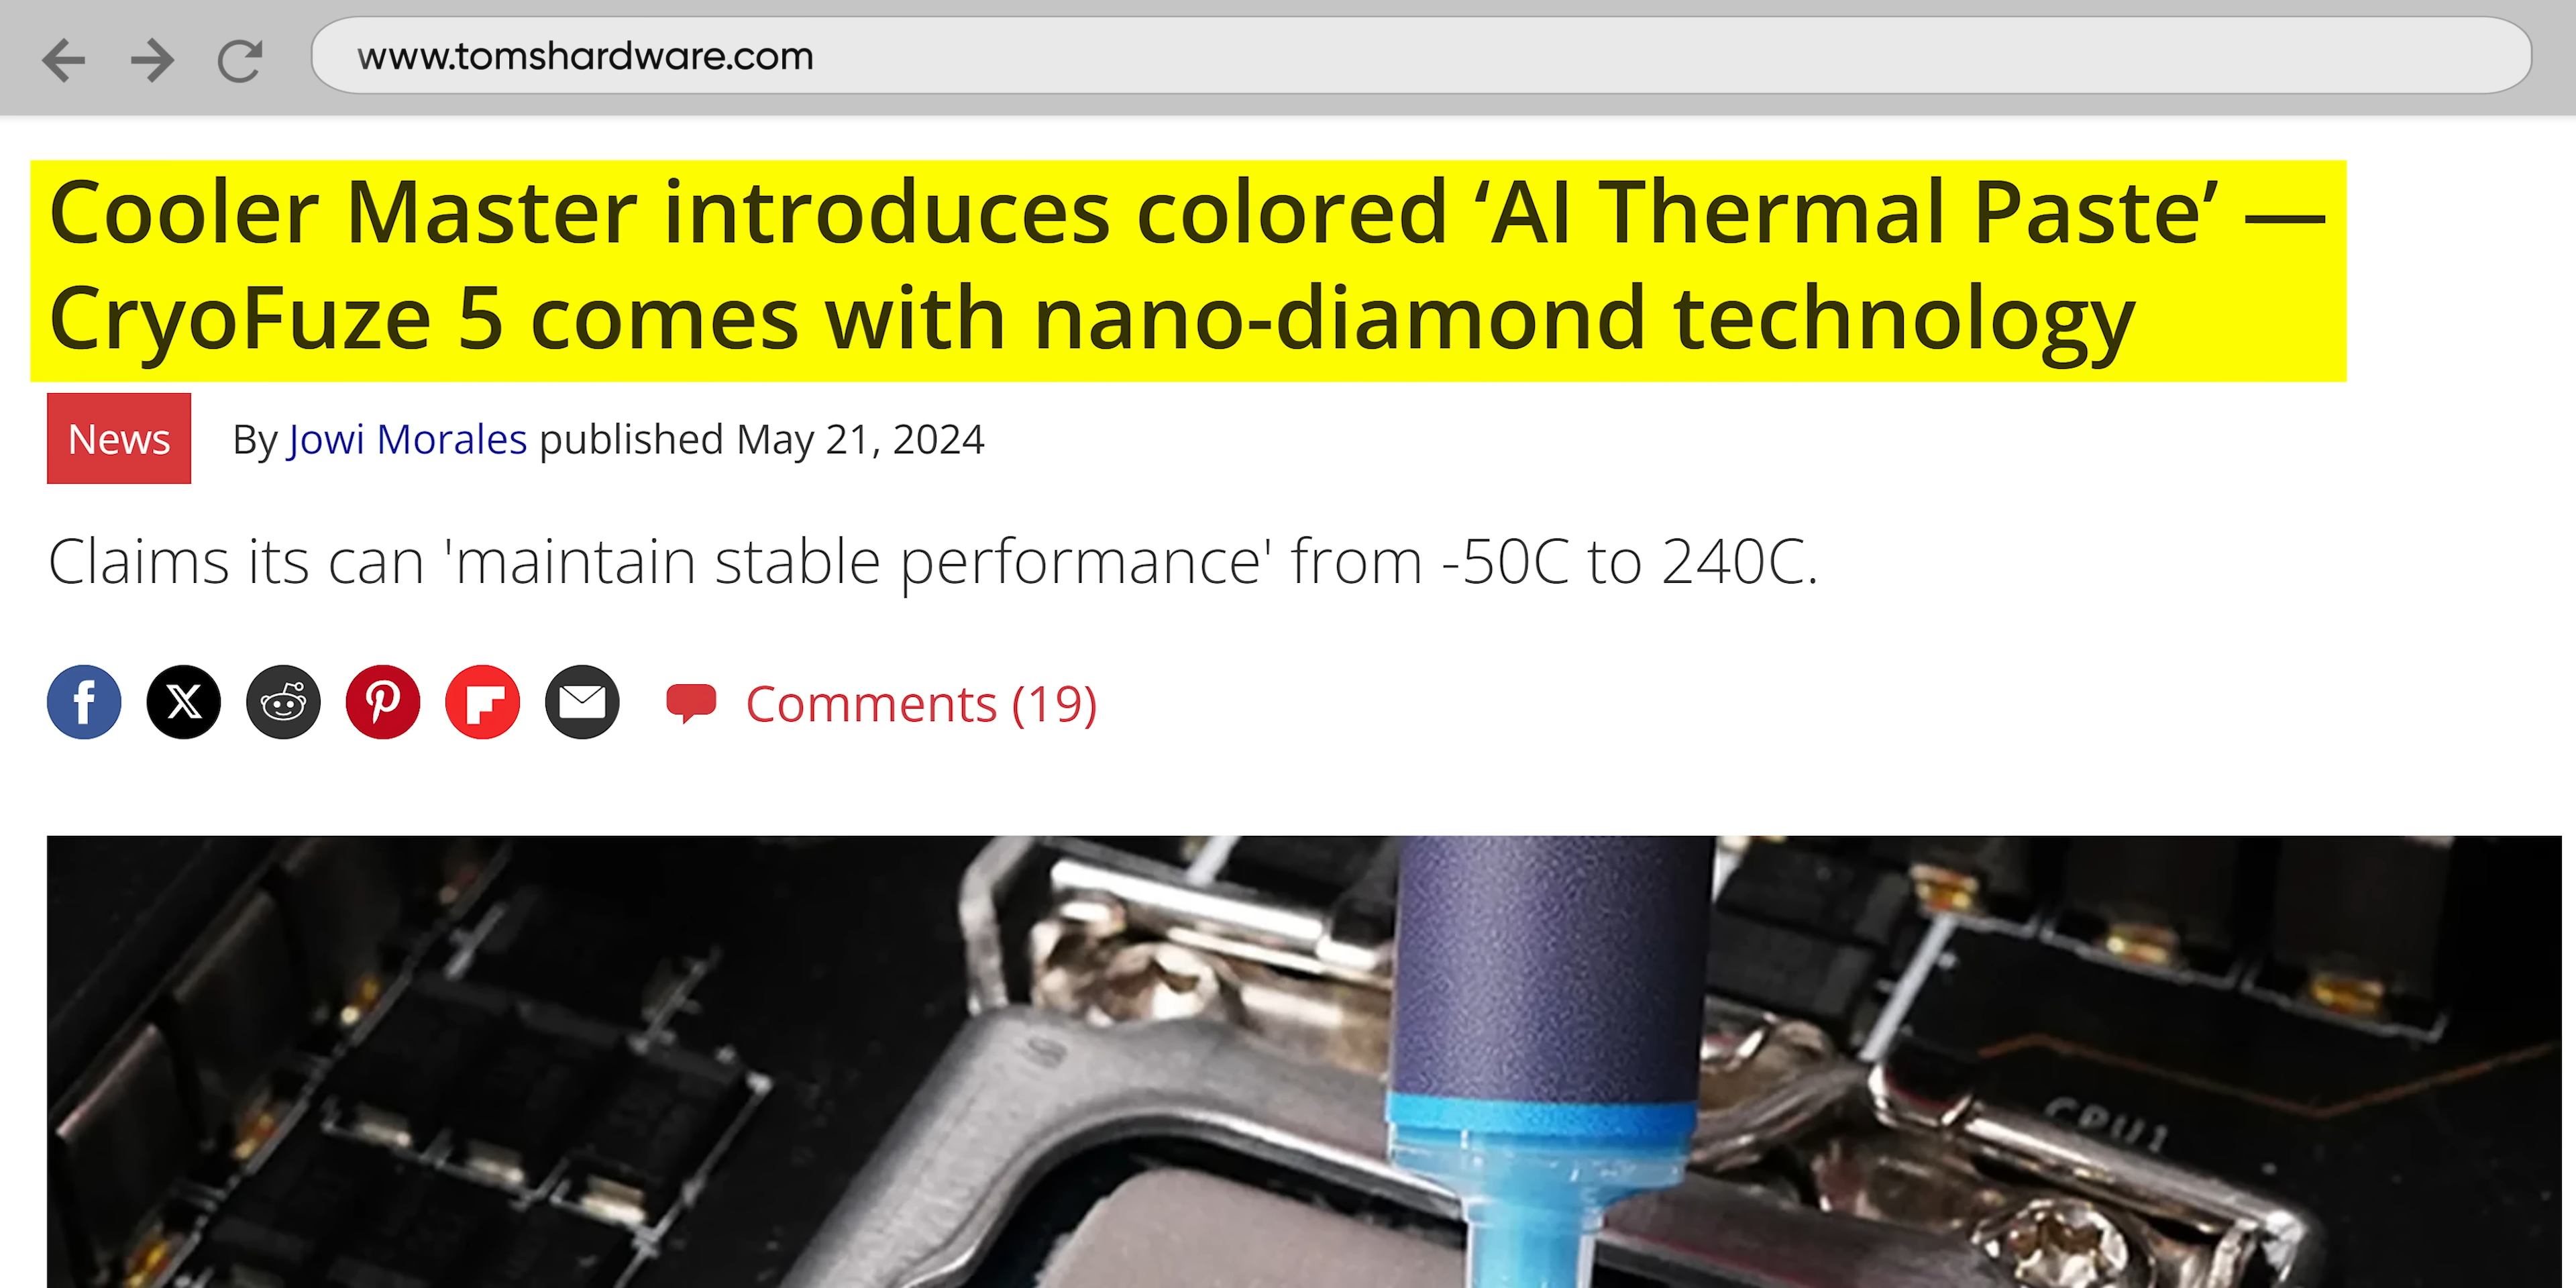 www.tomshardware.com
Cooler Master introduces colored ‘AI Thermal Paste’ —
CryoFuze 5 comes with nano-diamond technology
News By Jowi Morales published May 21, 2024
Claims its can 'maintain stable performance' from -50C to 240C.
Comments (19)
CPU1